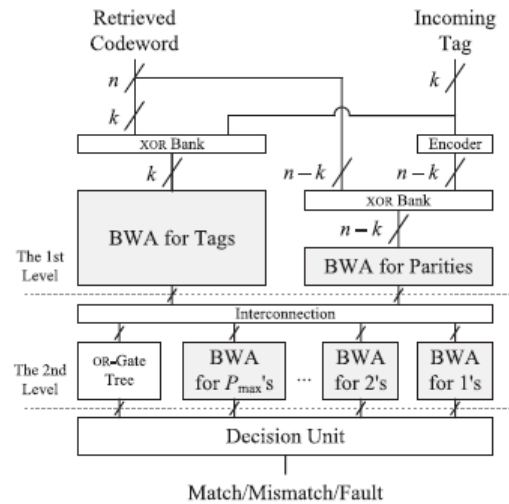 Retrieved
Codeword
Incoming
Tag
n
k
k
XOR Bank
Encoder
k
n – k
n – k
XOR Bank
BWA for Tags
n – k
BWA for Parities
The 1st
Level
Interconnection
The 2nd
Level
OR-Gate
Tree
BWA
for Pmax's
...
BWA
for 2's
BWA
for 1's
Decision Unit
Match/Mismatch/Fault